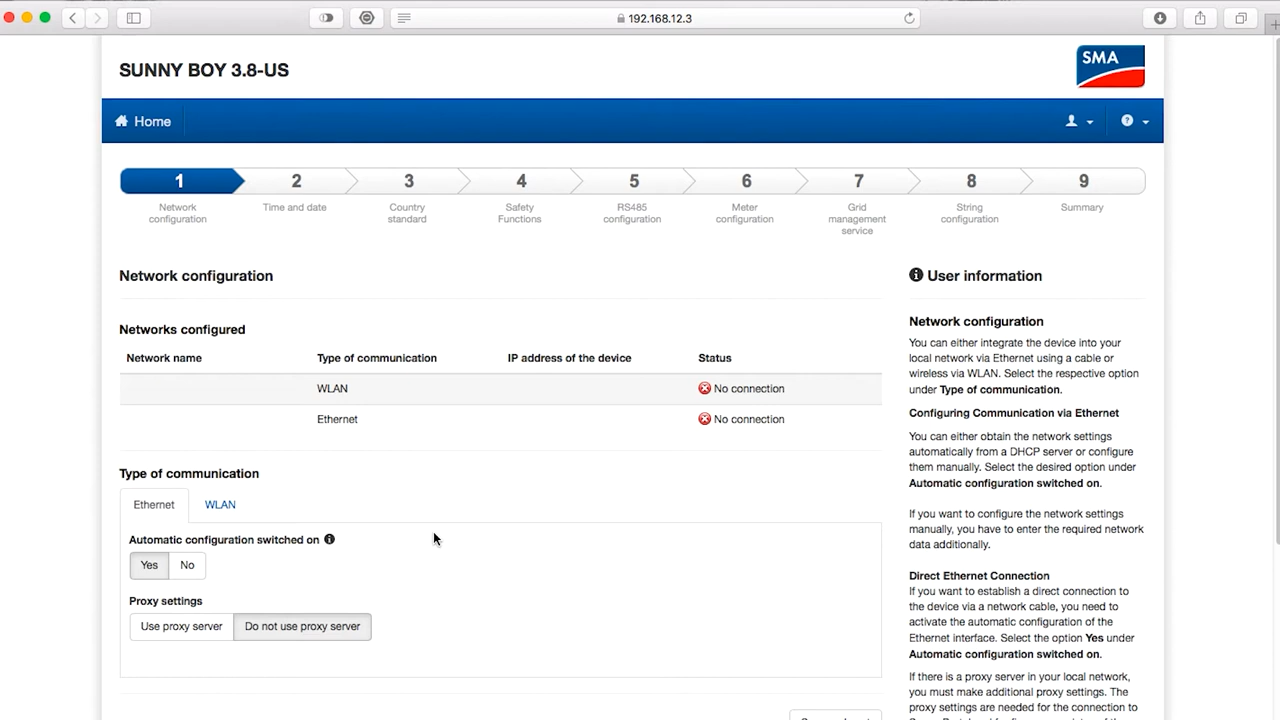 192.168.12.3
SUNNY BOY 3.8-US
SMA
Home
1 2 3 4 5 6 7 8 9
Network configuration
Time and date
Country standard
Safety Functions
RS485 configuration
Meter configuration
Grid management service
String configuration
Summary
Network configuration
Networks configured
Network name Type of communication IP address of the device Status
WLAN No connection
Ethernet No connection
Type of communication
Ethernet WLAN
Automatic configuration switched on
Yes No
Proxy settings
Use proxy server Do not use proxy server
User information
Network configuration
You can either integrate the device into your
local network via Ethernet using a cable or
wireless via WLAN. Select the respective option
under Type of communication.
Configuring Communication via Ethernet
You can either obtain the network settings
automatically from a DHCP server or configure
them manually. Select the desired option under
Automatic configuration switched on.
If you want to configure the network settings
manually, you have to enter the required network
data additionally.
Direct Ethernet Connection
If you want to establish a direct connection to
the device via a network cable, you need to
activate the automatic configuration of the
Ethernet interface. Select the option Yes under
Automatic configuration switched on.
If there is a proxy server in your local network,
you must make additional proxy settings. The
proxy settings are needed for the connection to